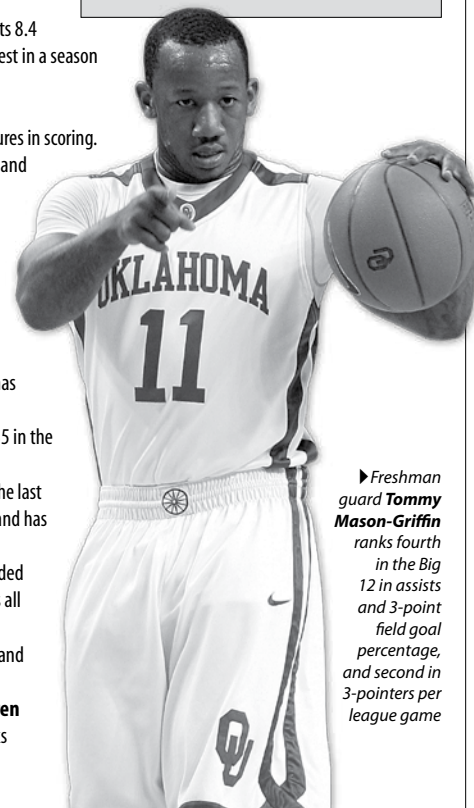 ts 8.4
est in a season
ures in scoring.
and
as
5 in the
he last
and has
ded
all
and
en
s
OKLAHOMA
11
OU
OU
▶Freshman
guard Tommy
Mason-Griffin
ranks fourth
in the Big
12 in assists
and 3-point
field goal
percentage,
and second in
3-pointers per
league game